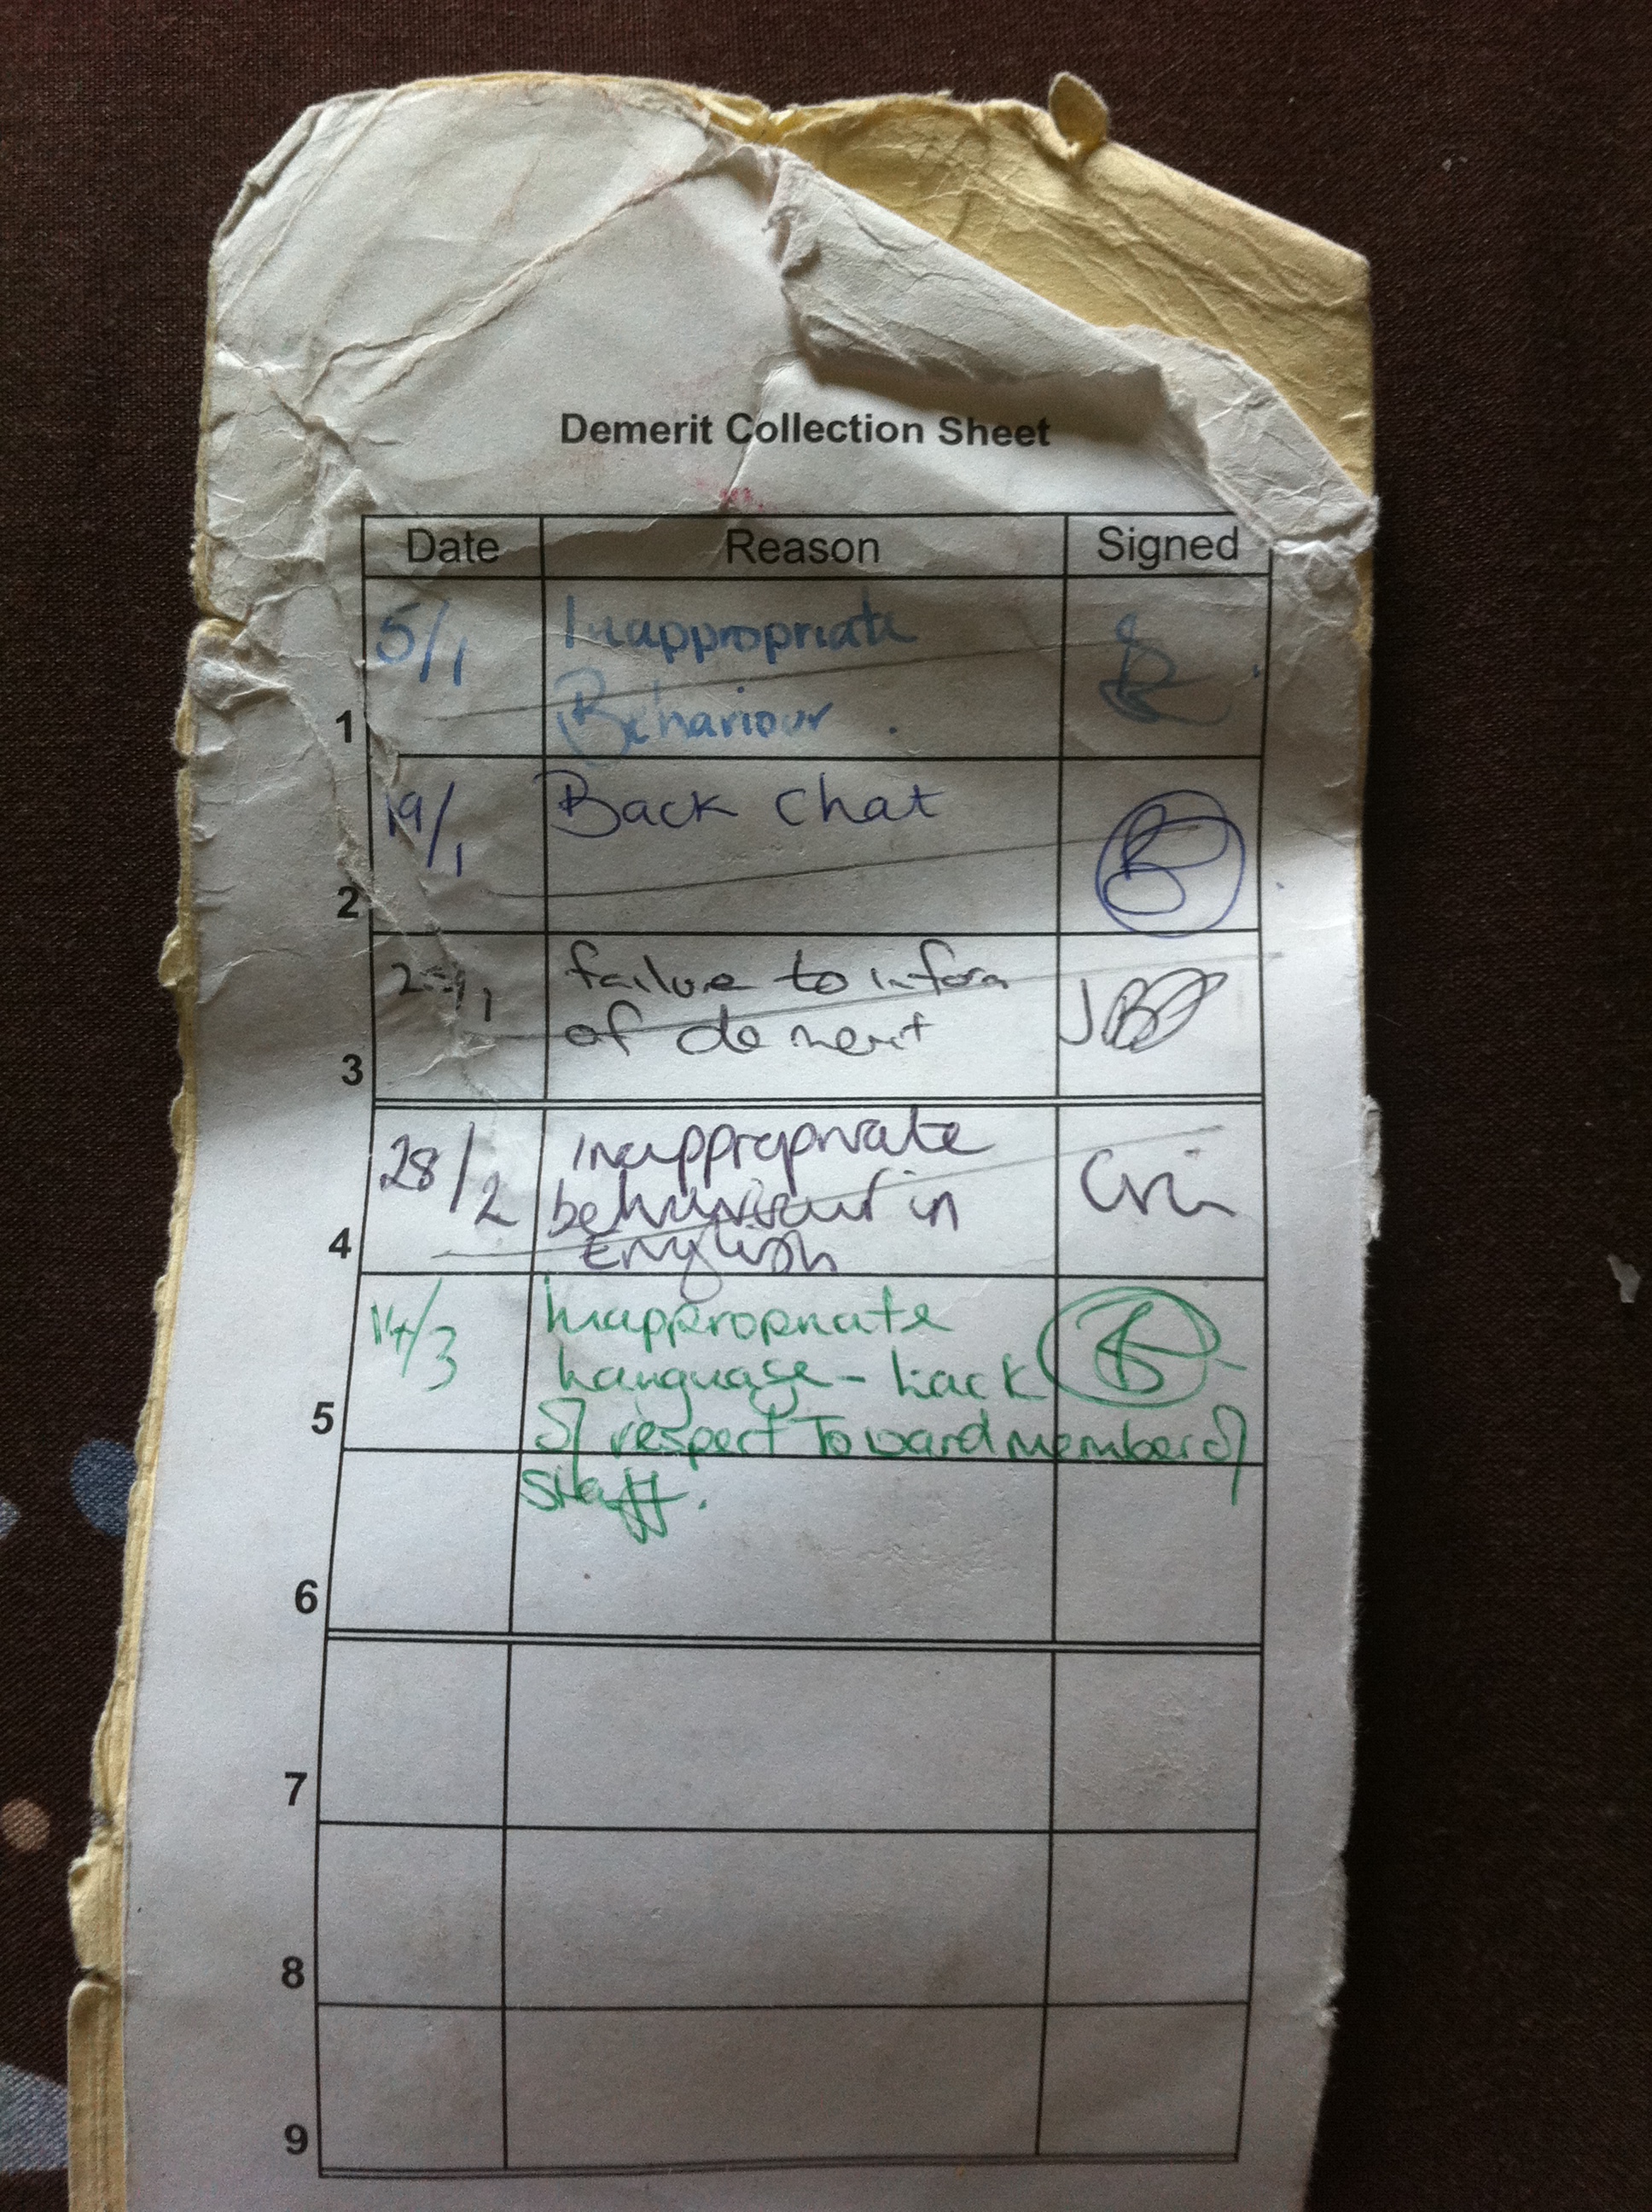 Demerit Collection Sheet
Date Reason Signed
5/1 Inappropriate
Behaviour.
1
19/1 Back chat
2
failure to inform
of demerit
3
28/2 inappropriate
behaviour in
English
4
14/3 Inappropriate
Language - Lack
of respect Toward member of
staff.
5
6
7
8
9